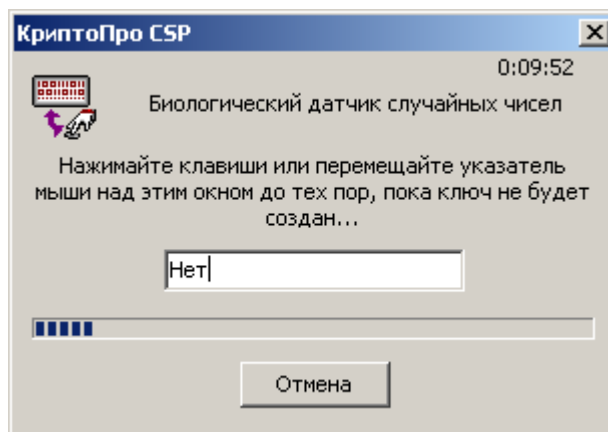 КриптоПро CSP
0:09:52
Биологический датчик случайных чисел
Нажимайте клавиши или перемещайте указатель
мыши над этим окном до тех пор, пока ключ не будет
создан...
Нет
Отмена